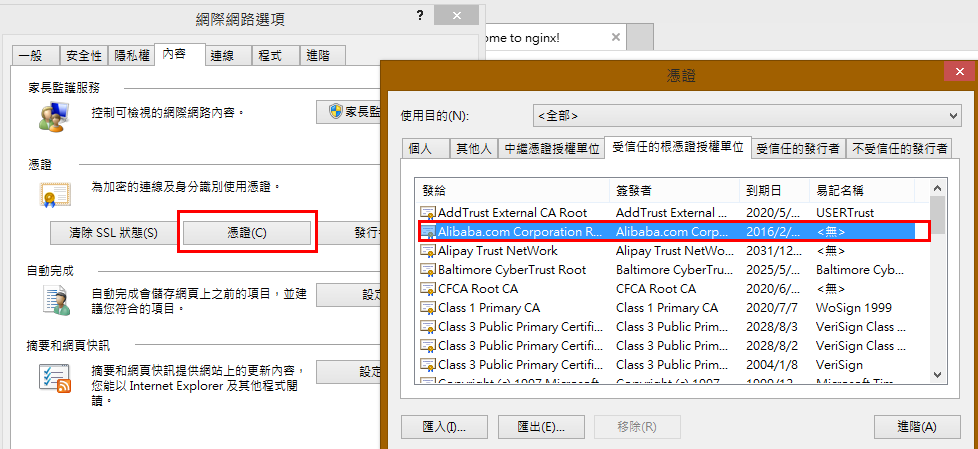 網際網路選項
?
ome to nginx!
一般 安全性 隱私權 內容 連線 程式 進階
家長監護服務
控制可檢視的網際網路內容。
家長監
憑證
為加密的連線及身分識別使用憑證。
清除 SSL 狀態(S) 憑證(C) 發行
自動完成
自動完成會儲存網頁上之前的項目，並建
議您符合的項目。
設定
摘要和網頁快訊
摘要和網頁快訊提供網站上的更新內容，
您能以 Internet Explorer 及其他程式閱
讀。
設定
憑證
使用目的(N): <全部>
個人 其他人 中繼憑證授權單位 受信任的根憑證授權單位 受信任的發行者 不受信任的發行者
發給 簽發者 到期日 易記名稱
AddTrust External CA Root AddTrust External ... 2020/5/... USERTrust
Alibaba.com Corporation R... Alibaba.com Corp... 2016/2/... <無>
Alipay Trust NetWork Alipay Trust NetW... 2031/12... <無>
Baltimore CyberTrust Root Baltimore CyberTru... 2025/5/... Baltimore Cyb...
CFCA Root CA CFCA Root CA 2020/5/... <無>
Class 1 Primary CA Class 1 Primary CA 2020/7/7 WoSign 1999
Class 3 Public Primary Certifi... Class 3 Public Prim... 2028/8/3 VeriSign Class ...
Class 3 Public Primary Certifi... Class 3 Public Prim... 2028/8/2 VeriSign Class ...
Class 3 Public Primary Certifi... Class 3 Public Prim... 2004/1/8 VeriSign
Copyright (c) 1997 Microsoft ... Copyright (c) 1997... 1999/12... Microsoft Tim...
匯入(I)... 匯出(E)... 移除(R) 進階(A)